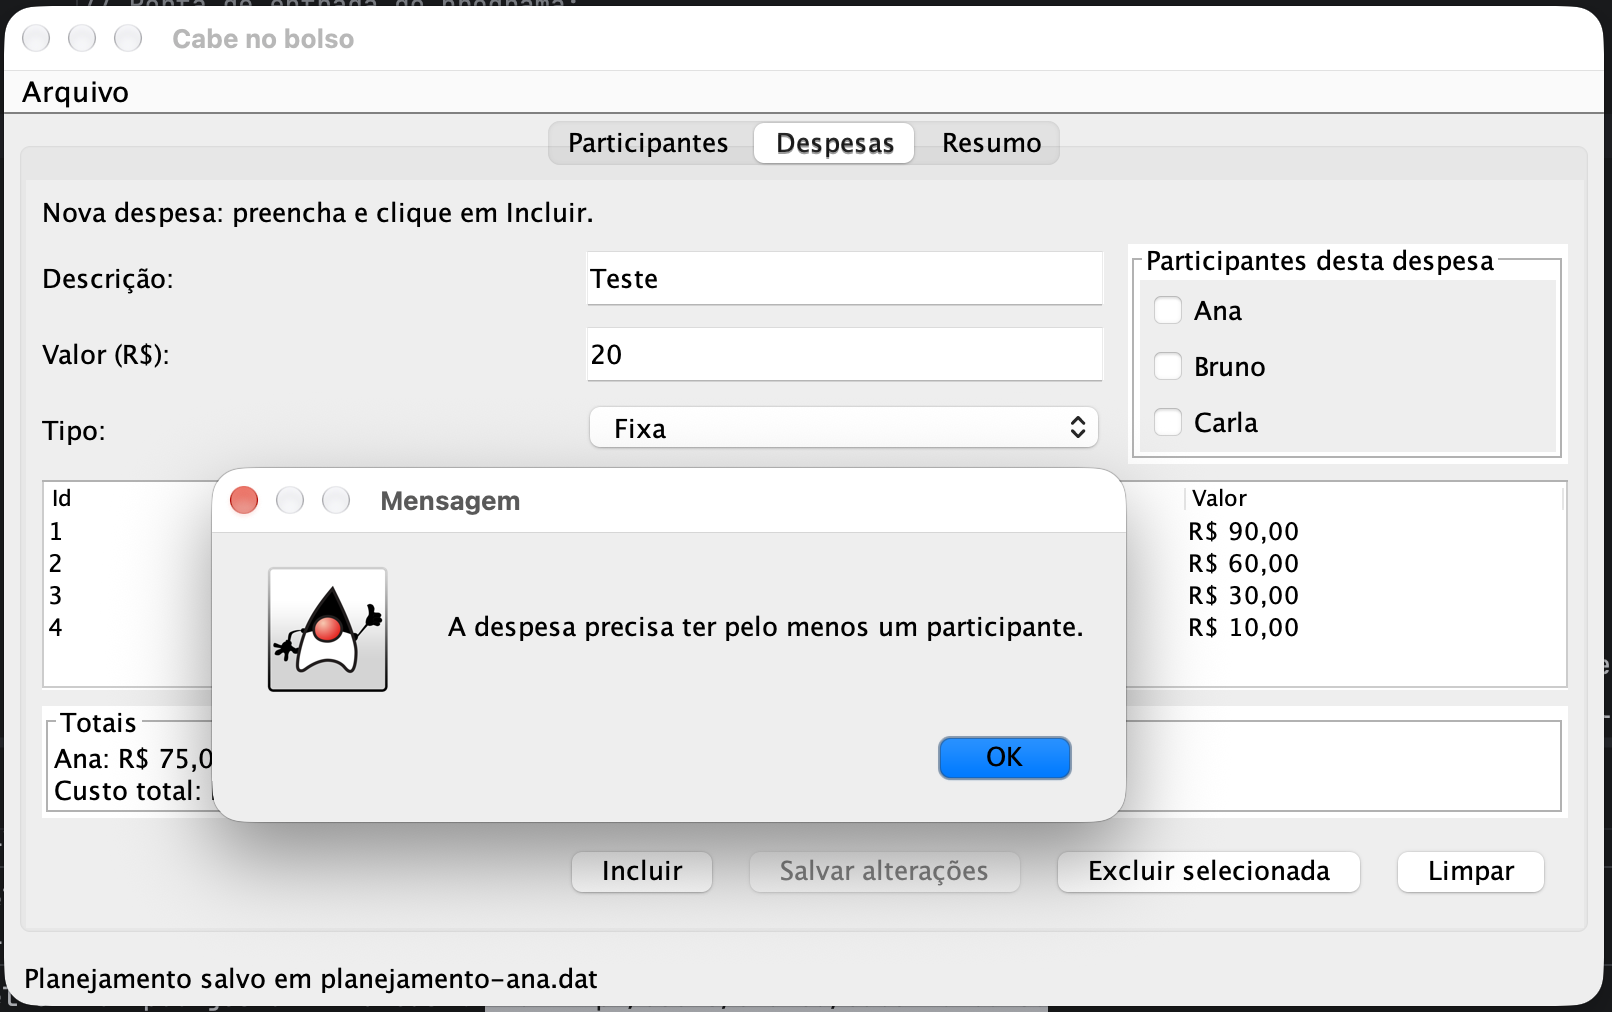 Cabe no bolso
Arquivo
Participantes Despesas Resumo
Nova despesa: preencha e clique em Incluir.
Descrição: Teste
Valor (R$): 20
Tipo: Fixa
Participantes desta despesa
Ana
Bruno
Carla
Id Valor
1 R$ 90,00
2 R$ 60,00
3 R$ 30,00
4 R$ 10,00
Mensagem
A despesa precisa ter pelo menos um participante.
OK
Totais
Ana: R$ 75,0
Custo total:
Incluir Salvar alterações Excluir selecionada Limpar
Planejamento salvo em planejamento-ana.dat